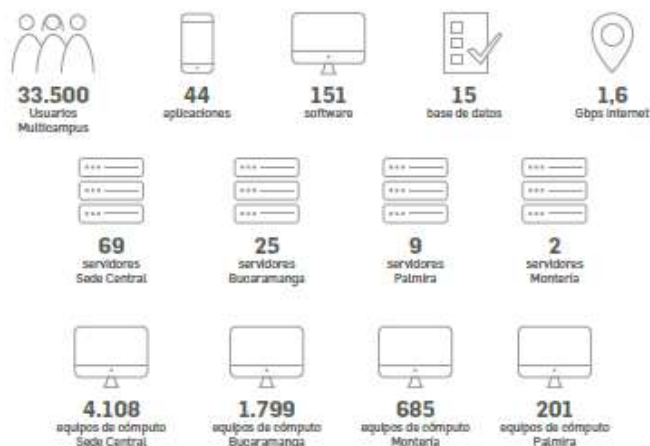 33.500
Usuarios
Multicampus
44
aplicaciones
151
software
15
base de datos
1,6
Gbps internet
69
servidores
Sede Central
25
servidores
Bucaramanga
9
servidores
Palmira
2
servidores
Montería
4.108
equipos de cómputo
Sede Central
1.799
equipos de cómputo
Bucaramanga
685
equipos de cómputo
Montería
201
equipos de cómputo
Palmira